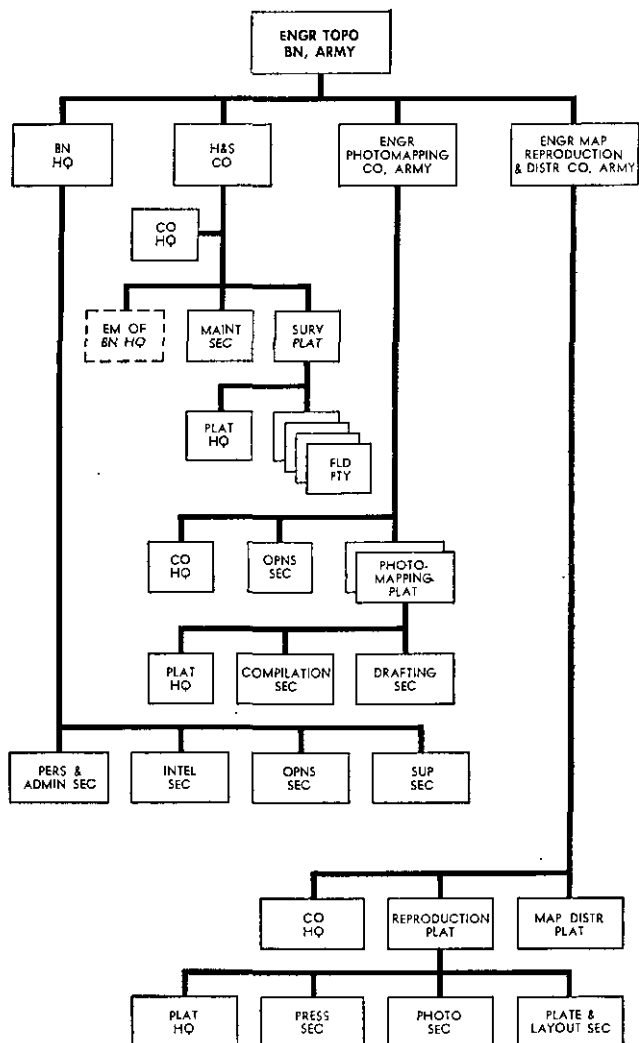 ENGR TOPO
BN, ARMY
BN
HQ
H&S
CO
ENGR
PHOTOMAPPING
CO, ARMY
ENGR MAP
REPRODUCTION
& DISTR CO, ARMY
CO
HQ
EM OF
BN HQ
MAINT
SEC
SURV
PLAT
PLAT
HQ
FLD
PTY
CO
HQ
OPNS
SEC
PHOTO-
MAPPING-
PLAT
PLAT
HQ
COMPILATION
SEC
DRAFTING
SEC
PERS &
ADMIN SEC
INTEL
SEC
OPNS
SEC
SUP
SEC
CO
HQ
REPRODUCTION
PLAT
MAP DISTR
PLAT
PLAT
HQ
PRESS
SEC
PHOTO
SEC
PLATE &
LAYOUT SEC